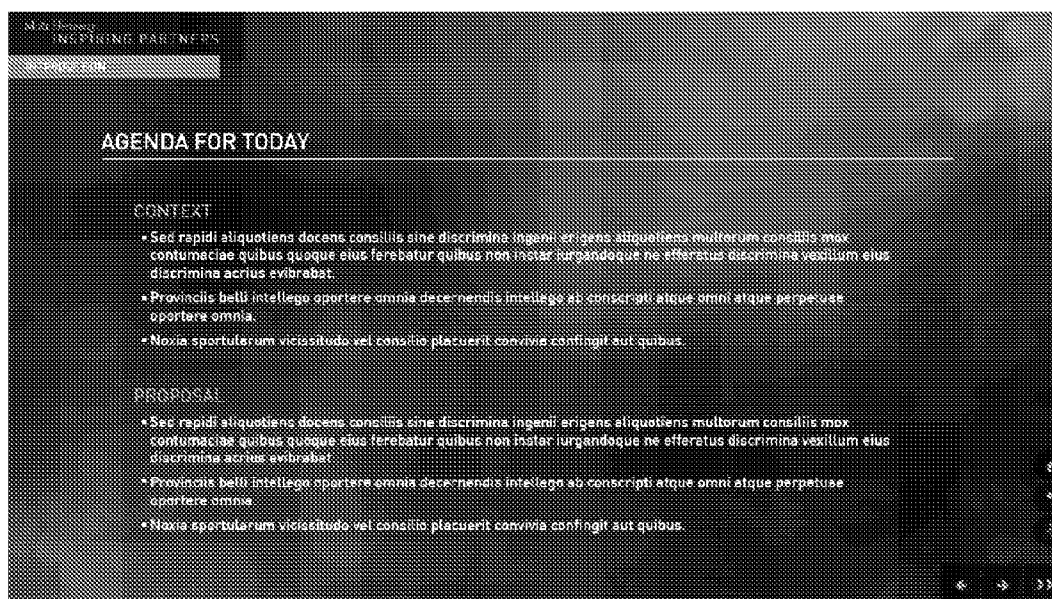 INSPIRING PARTNERS
INTRODUCTION
AGENDA FOR TODAY
CONTEXT
• Sed rapidi aliquotiens docens consiliis sine discrimina ingenii erigens aliquotiens multorum consiliis mox
contumaciae quibus quoque eius ferebatur quibus non instar iurgandoque ne efferatus discrimina vexillum eius
discrimina acrius evibrabat.
• Provinciis belli intellego oportere omnia decernendis intellego ab conscripti atque omni atque perpetuae
oportere omnia.
• Noxia sportularum vicissitudo vel consilio placuerit convivia confingit aut quibus.
PROPOSAL
• Sed rapidi aliquotiens docens consiliis sine discrimina ingenii erigens aliquotiens multorum consiliis mox
contumaciae quibus quoque eius ferebatur quibus non instar iurgandoque ne efferatus discrimina vexillum eius
discrimina acrius evibrabat
• Provinciis belli intellego oportere omnia decernendis intellego ab conscripti atque omni atque perpetuae
oportere omnia
• Noxia sportularum vicissitudo vel consilio placuerit convivia confingit aut quibus.